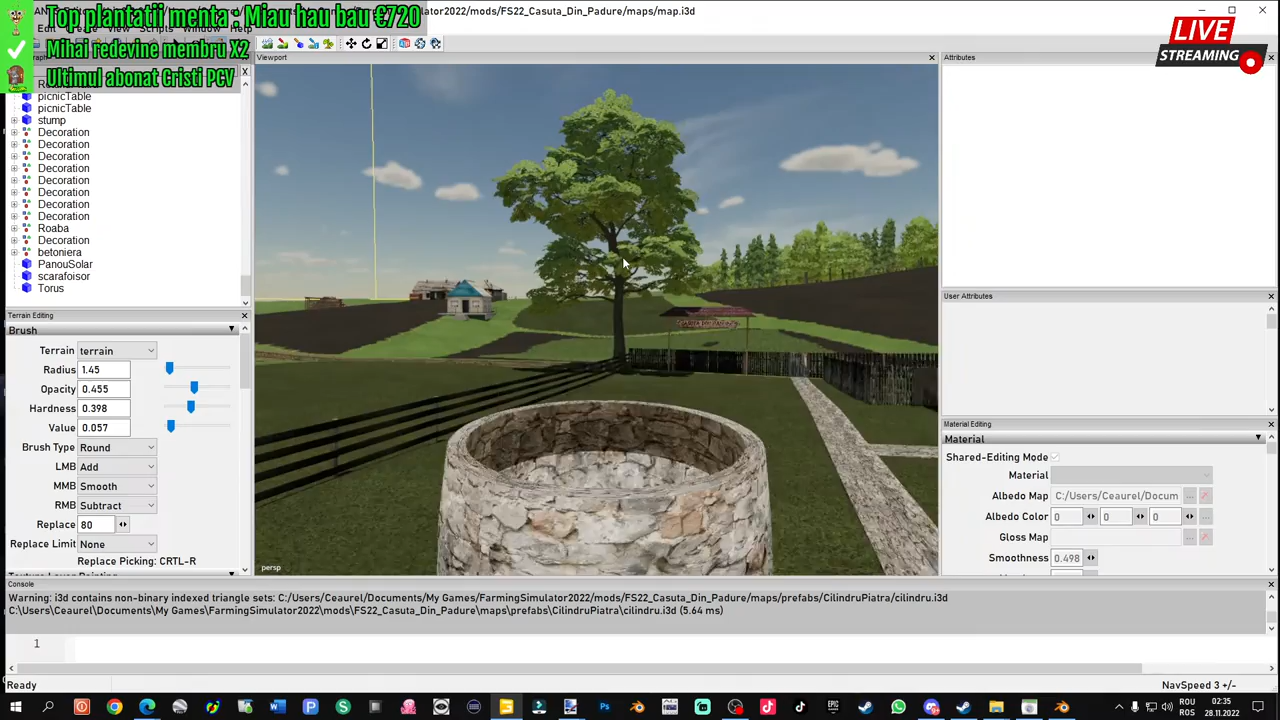 Top plantatii menta : Miau hau bau €720
Mihai redevine membru X2
Ultimul abonat Cristi PCV
LIVE
STREAMING
Scripts
Window
ator2022/mods/FS22_Casuta_Din_Padure/maps/map.i3d
Viewport
Attributes
picnicTable
picnicTable
stump
Decoration
Decoration
Decoration
Decoration
Decoration
Decoration
Decoration
Decoration
Roaba
Decoration
betoniera
PanouSolar
scarafoisor
Torus
persp
Terrain Editing
Brush
Terrain terrain
Radius 1.45
Opacity 0.455
Hardness 0.398
Value 0.057
Brush Type Round
LMB Add
MMB Smooth
RMB Subtract
Replace 80
Replace Limit None
Replace Picking: CRTL-R
User Attributes
Material Editing
Material
Shared-Editing Mode
Material
Albedo Map C:/Users/Ceaurel/Docum ...
Albedo Color 0 0 0 ...
Gloss Map ...
Smoothness 0.498
Console
Warning: i3d contains non-binary indexed triangle sets: C:/Users/Ceaurel/Documents/My Games/FarmingSimulator2022/mods/FS22_Casuta_Din_Padure/maps/prefabs/CilindruPiatra/cilindru.i3d
C:\Users\Ceaurel\Documents\My Games\FarmingSimulator2022\mods\FS22_Casuta_Din_Padure\maps\prefabs\CilindruPiatra\cilindru.i3d (5.64 ms)
1
Ready
NavSpeed 3 +/-
ROU
ROS
02:35
28.11.2022